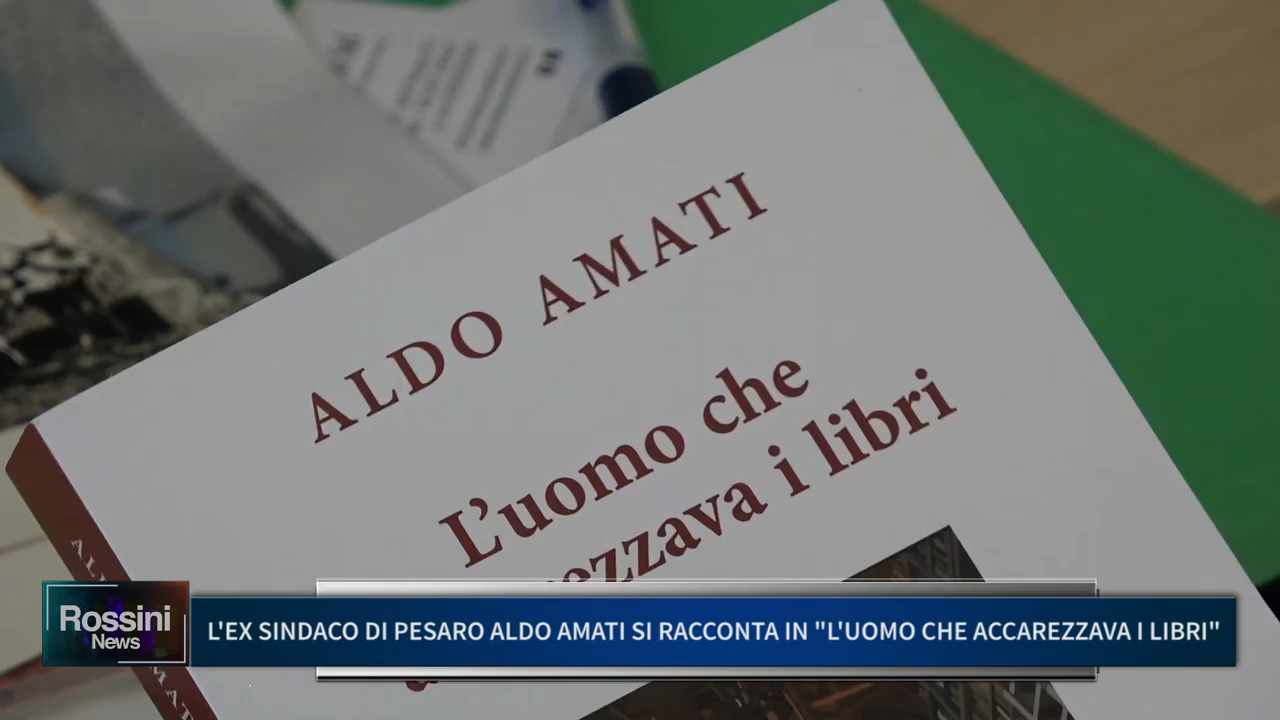 ALDO AMATI
L'uomo che
ezzava i libri
Rossini
News
L'EX SINDACO DI PESARO ALDO AMATI SI RACCONTA IN "L'UOMO CHE ACCAREZZAVA I LIBRI"